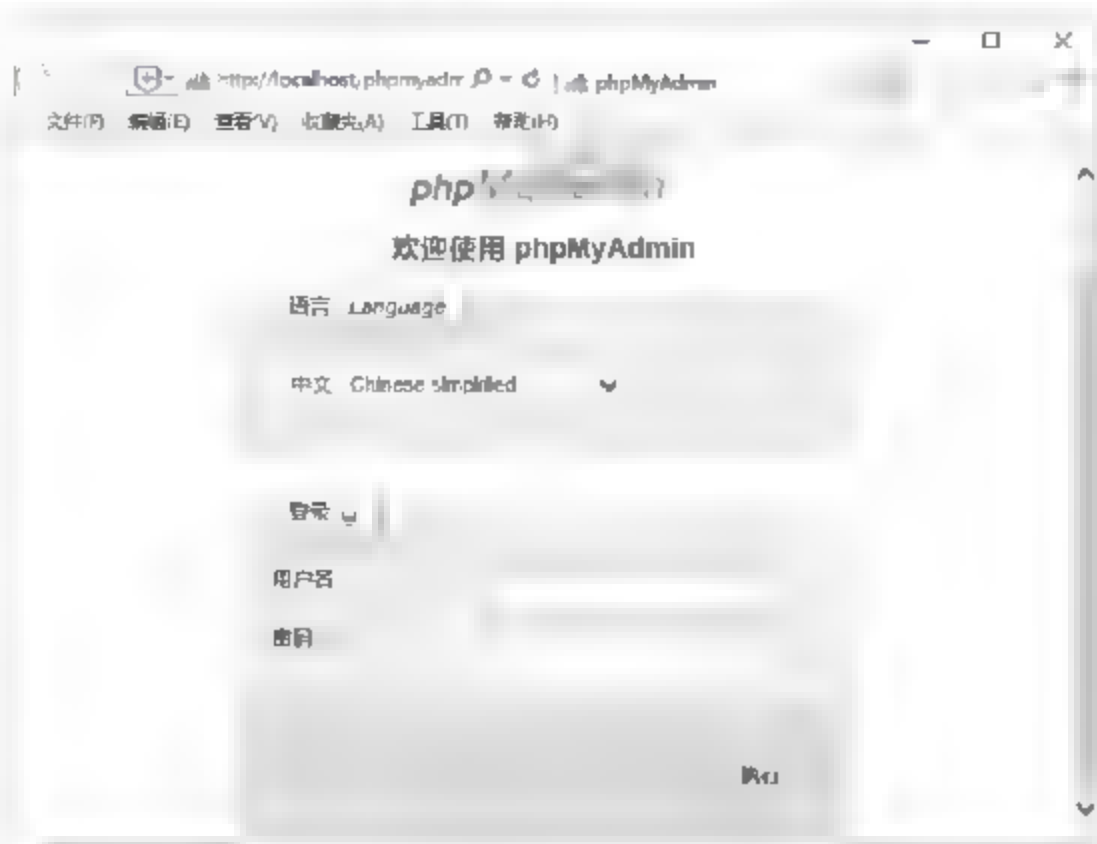 http://localhost/phpmyadm phpMyAdmin
文件(F) 编辑(E) 查看(V) 收藏夹(A) 工具(T) 帮助(H)
php
欢迎使用 phpMyAdmin
语言 Language
中文 Chinese simplified
登录
用户名
密码
执行